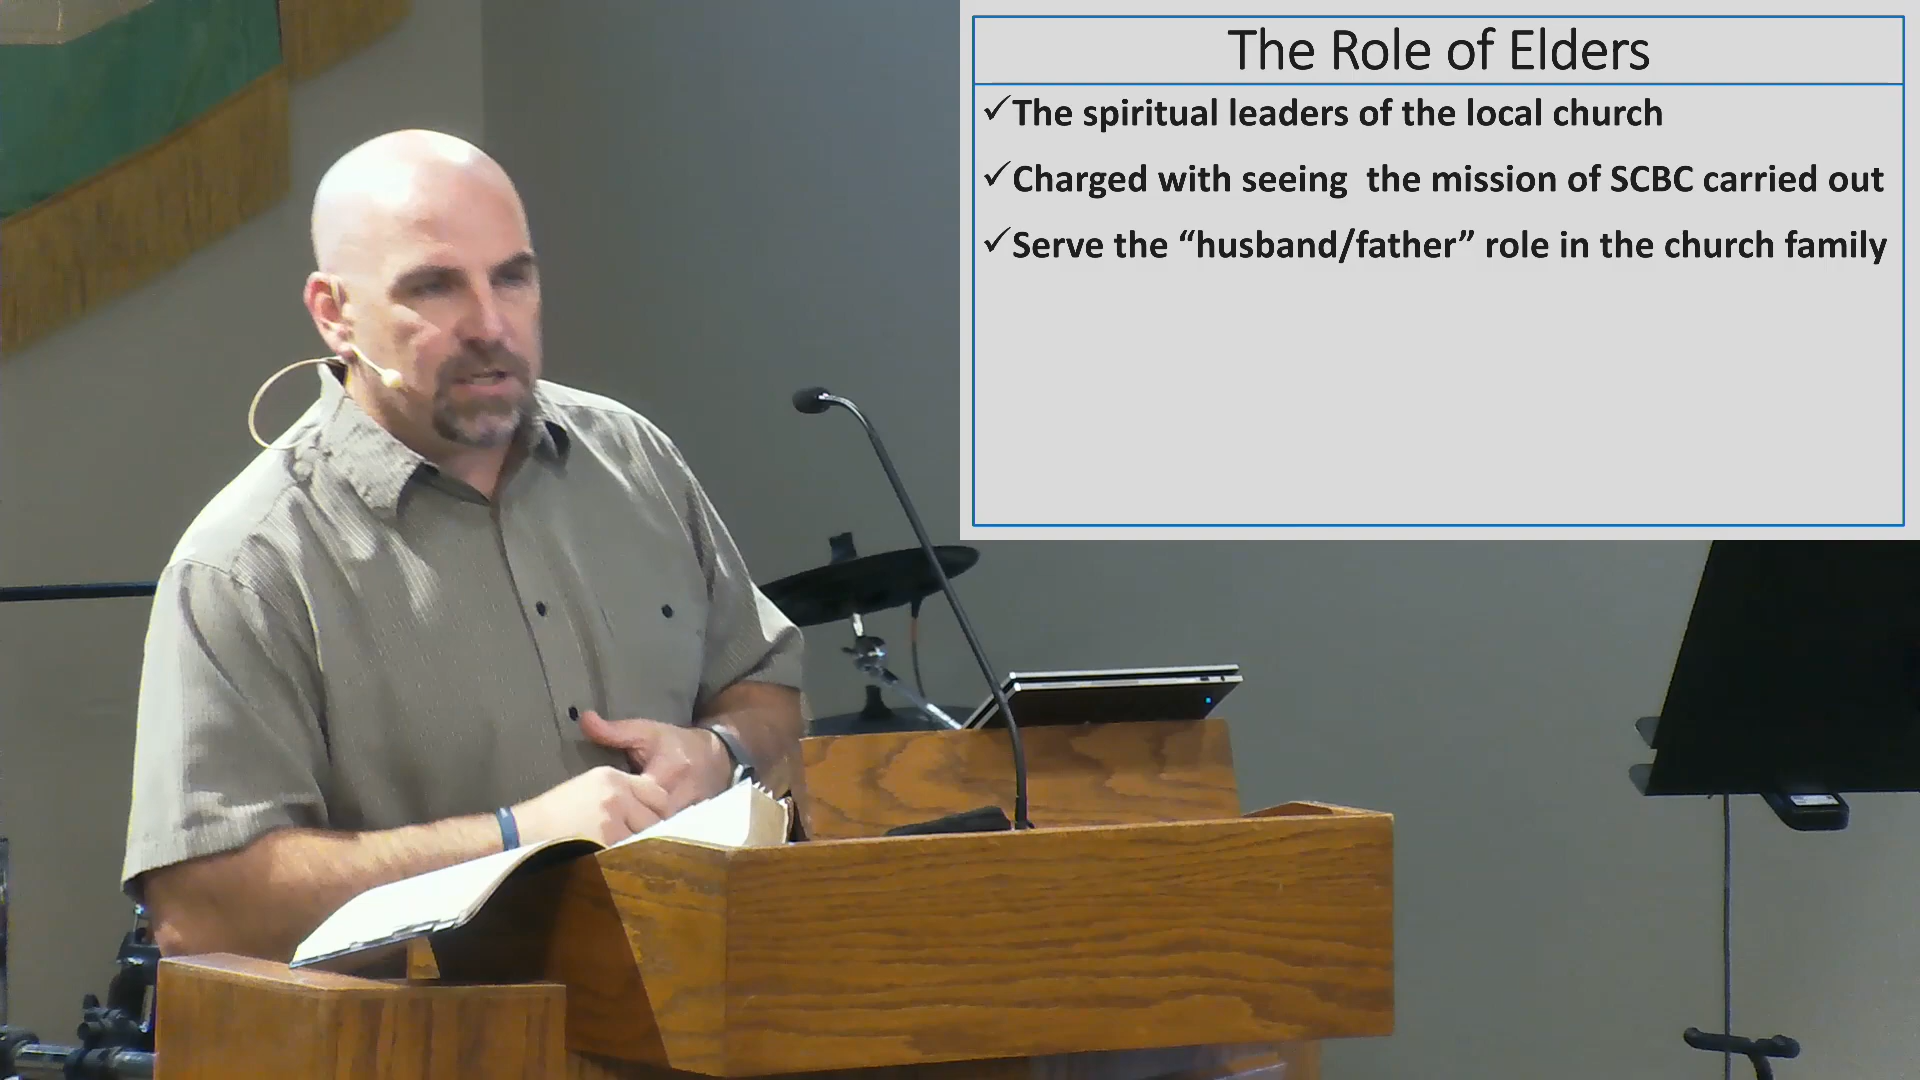 The Role of Elders
✓The spiritual leaders of the local church
✓Charged with seeing  the mission of SCBC carried out
✓Serve the “husband/father” role in the church family